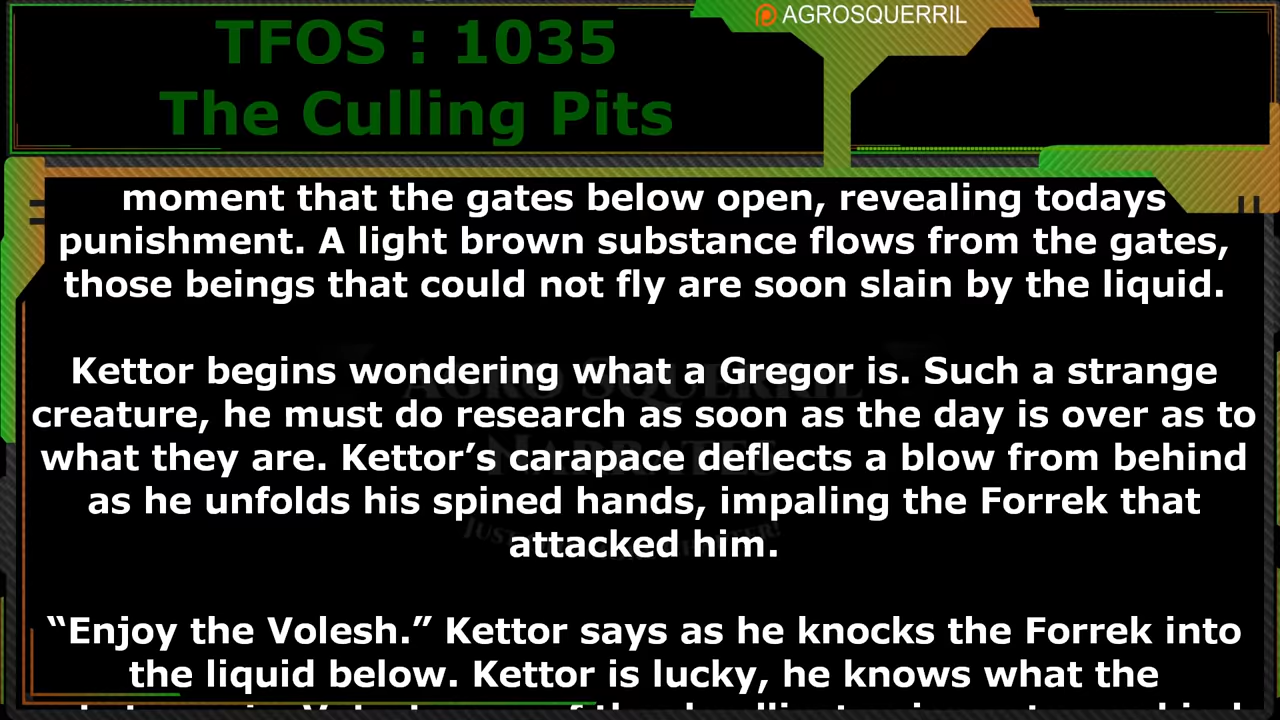 AGROSQUERRIL
TFOS : 1035
The Culling Pits
moment that the gates below open, revealing todays
punishment. A light brown substance flows from the gates,
those beings that could not fly are soon slain by the liquid.
Kettor begins wondering what a Gregor is. Such a strange
creature, he must do research as soon as the day is over as to
what they are. Kettor’s carapace deflects a blow from behind
as he unfolds his spined hands, impaling the Forrek that
attacked him.
“Enjoy the Volesh.” Kettor says as he knocks the Forrek into
the liquid below. Kettor is lucky, he knows what the